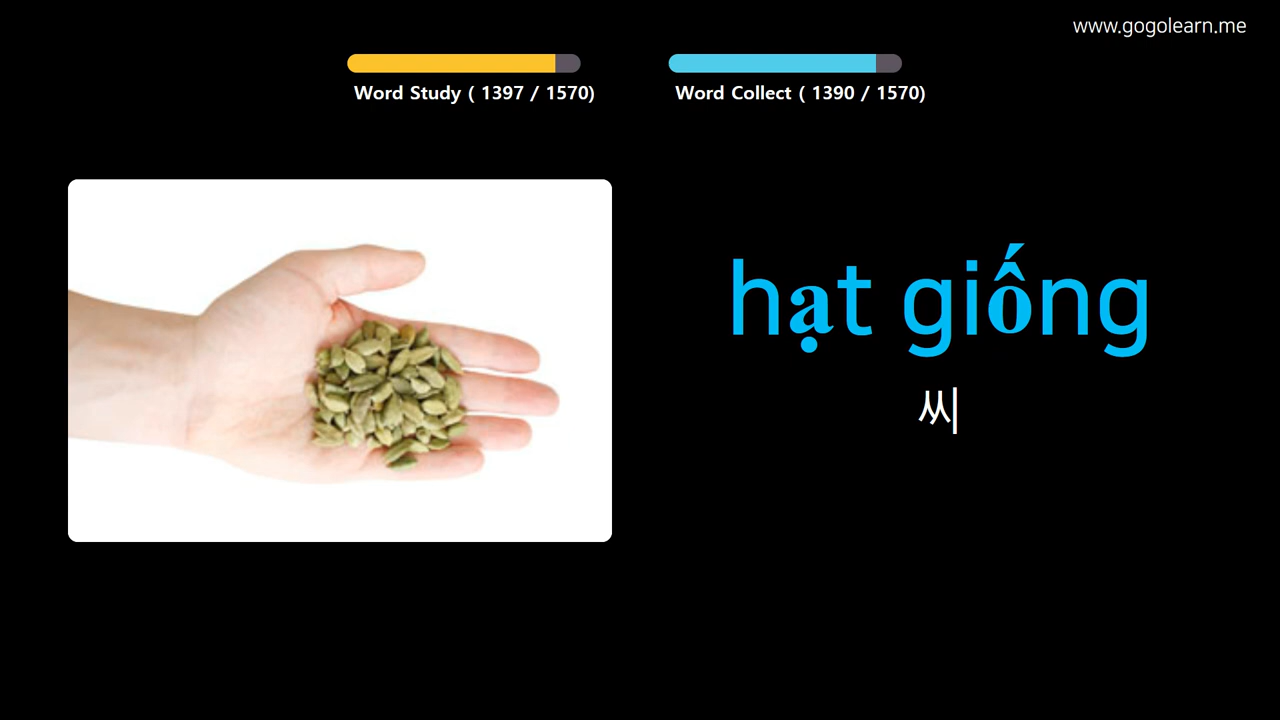 www.gogolearn.me
Word Study ( 1397 / 1570)
Word Collect ( 1390 / 1570)
hạt giống
씨